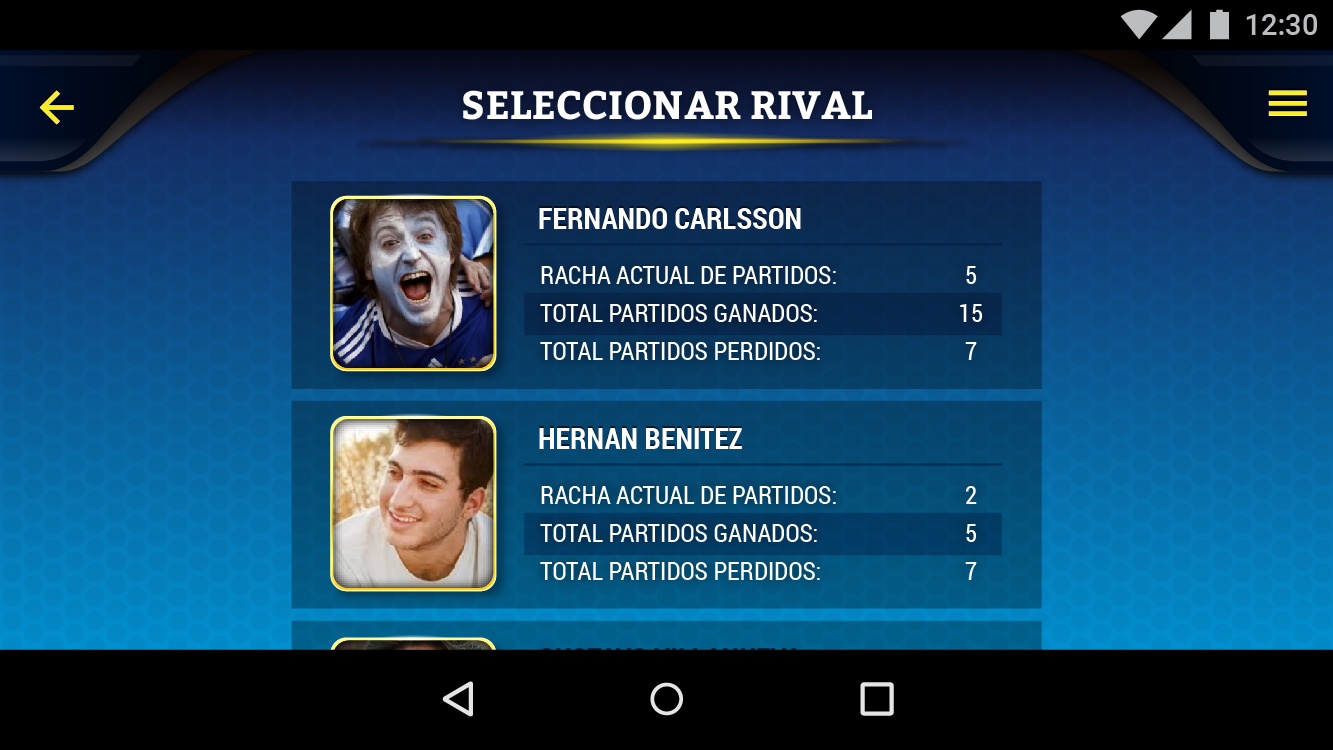 12:30
SELECCIONAR RIVAL
FERNANDO CARLSSON
RACHA ACTUAL DE PARTIDOS: 5
TOTAL PARTIDOS GANADOS: 15
TOTAL PARTIDOS PERDIDOS: 7
HERNAN BENITEZ
RACHA ACTUAL DE PARTIDOS: 2
TOTAL PARTIDOS GANADOS: 5
TOTAL PARTIDOS PERDIDOS: 7